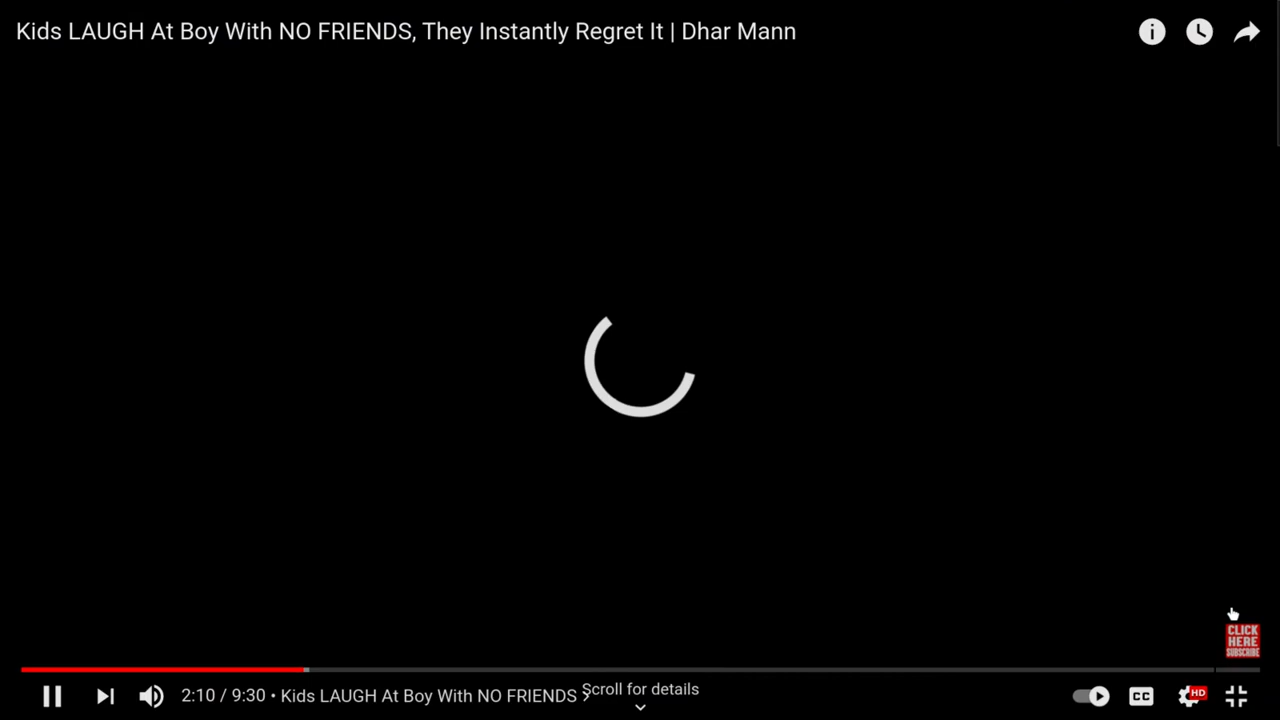 Kids LAUGH At Boy With NO FRIENDS, They Instantly Regret It | Dhar Mann
CLICK
HERE
SUBSCRIBE
Scroll for details
2:10 / 9:30 • Kids LAUGH At Boy With NO FRIENDS
CC
HD